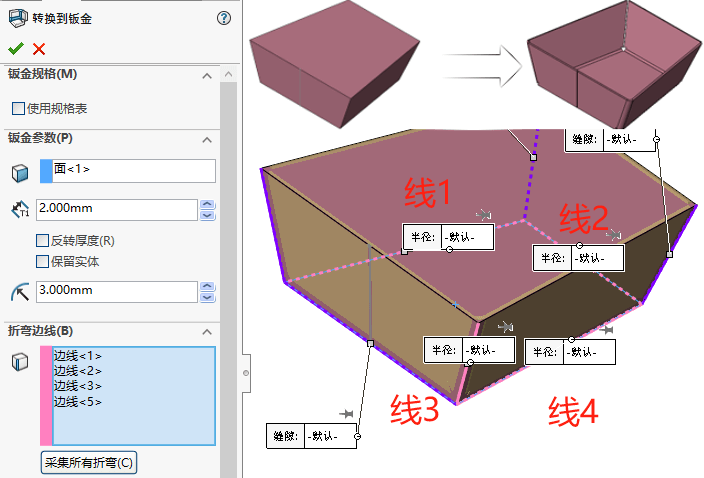 转换到钣金
钣金规格(M)
使用规格表
钣金参数(P)
面<1>
T1
2.000mm
反转厚度(R)
保留实体
3.000mm
折弯边线(B)
边线<1>
边线<2>
边线<3>
边线<5>
采集所有折弯(C)
缝隙: -默认-
线1
线2
半径: -默认-
半径: -默认-
半径: -默认-
半径: -默认-
线3
线4
缝隙: -默认-